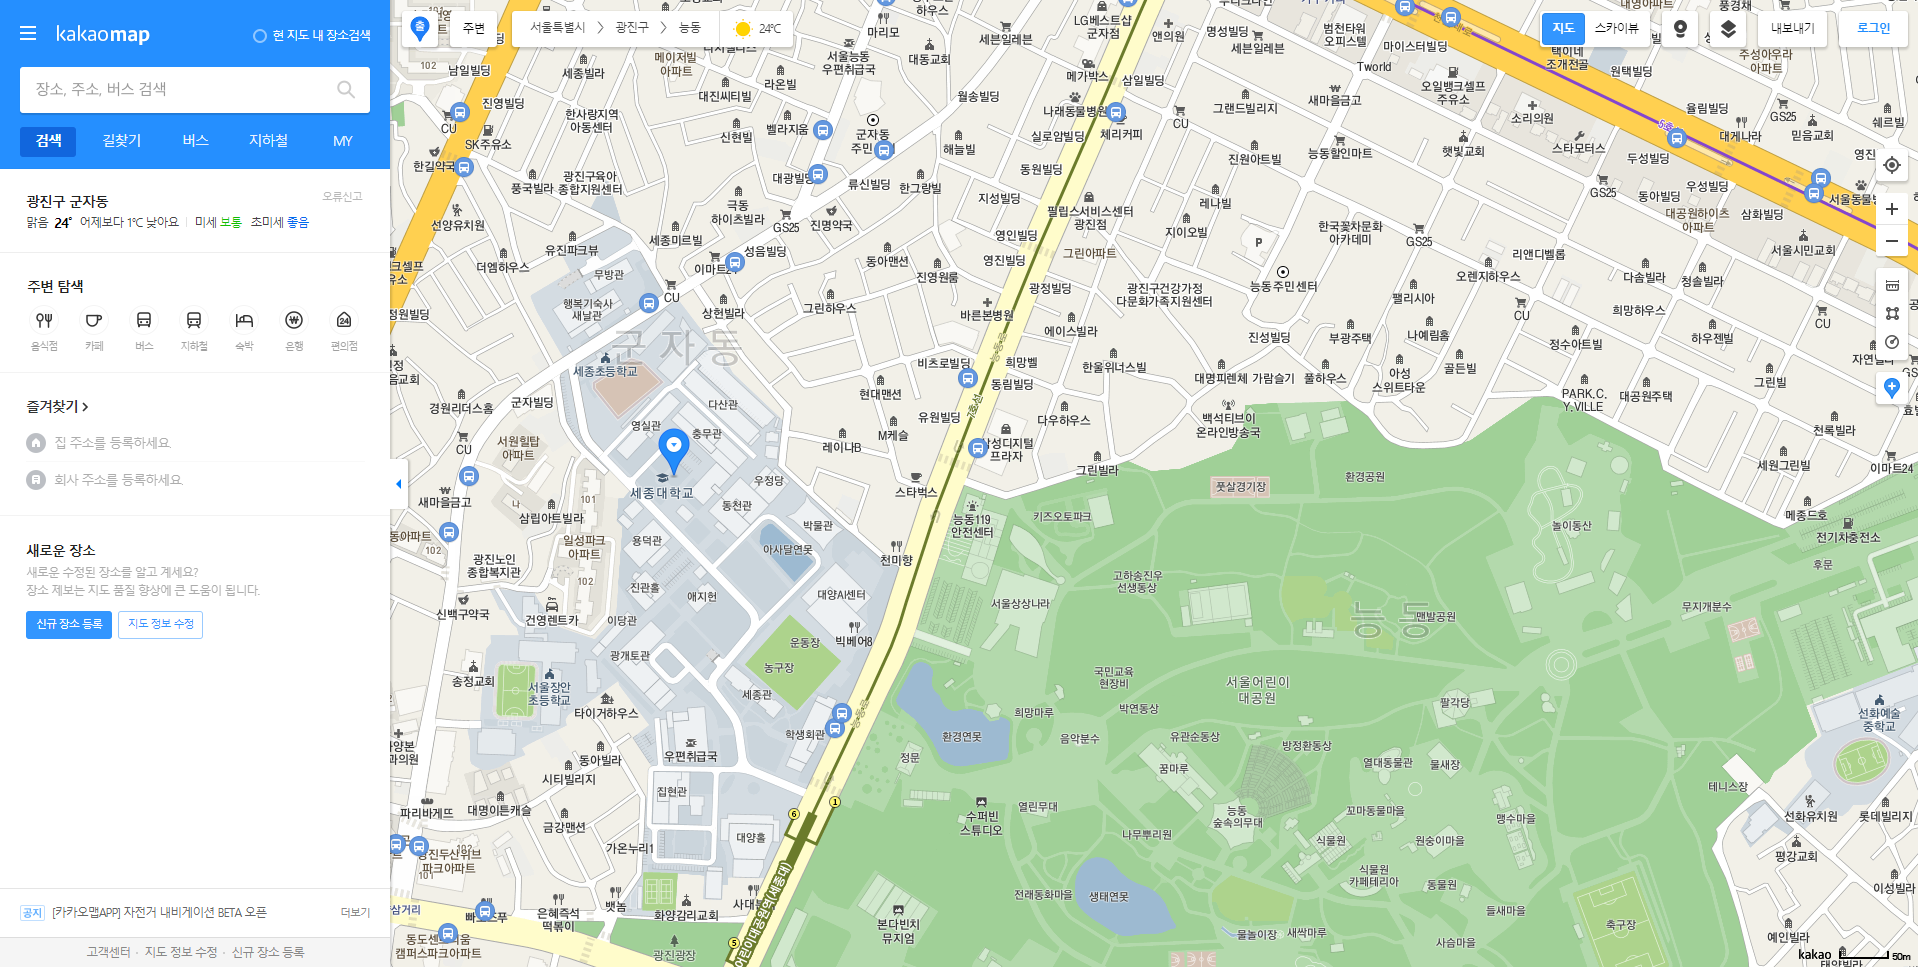 kakaomap
현 지도 내 장소검색
장소, 주소, 버스 검색
검색 길찾기 버스 지하철 MY
광진구 군자동
오류신고
맑음 24° 어제보다 1℃ 낮아요 미세 보통 초미세 좋음
주변 탐색
음식점 카페 버스 지하철 숙박 은행 편의점
즐겨찾기
집 주소를 등록하세요.
회사 주소를 등록하세요.
새로운 장소
새로운 수정된 장소를 알고 계세요?
장소 제보는 지도 품질 향상에 큰 도움이 됩니다.
신규 장소 등록 지도 정보 수정
공지 [카카오맵APP] 자전거 내비게이션 BETA 오픈 더보기
고객센터 · 지도 정보 수정 · 신규 장소 등록
주변 서울특별시 광진구 능동 24℃
지도 스카이뷰 내보내기 로그인
102
남일빌딩
세종빌라
메이저빌
아파트
라온빌
대진씨티빌
마리모
서울능동
우편취급국
대동교회
세븐일레븐
월송빌딩
LG베스트샵
군자점
앤의원
메가박스
삼일빌딩
명성빌딩
세븐일레븐
범천타워
오피스텔
Tworld
마이스터빌딩
택이네
조개전골
원택빌딩
주성아우라
아파트
진영빌딩
CU
SK주유소
한길약국
한사랑지역
아동센터
신현빌
벨라지움
군자동
해늘빌
나래동물병원
실로암빌딩
체리커피
CU
그랜드빌리지
새마을금고
오일뱅크셀프
주유소
소리의원
스타모터스
5호선
율림빌딩
GS25
대게나라
믿음교회
쉐르빌
광진구육아
종합지원센터
풍국빌라
대광빌딩
류신빌딩
한그랑빌
동원빌딩
지성빌딩
진원아트빌
능동할인마트
햇빛교회
두성빌딩
GS25
동아빌딩
우성빌딩
대공원하이츠
아파트
삼화빌딩
서울동물병
선양유치원
극동
하이츠빌라
GS25
진명약국
필립스서비스센터
광진점
레나빌
지이오빌
한국꽃차문화
아카데미
GS25
리앤디벨롭
서울시민교회
유진파크뷰
더엠하우스
무방관
세종미르빌
성음빌딩
이마트24
동아맨션
진영원룸
영인빌딩
영진빌딩
그린아파트
P
능동주민센터
오렌지하우스
다솜빌라
청솔빌라
행복기숙사
새날관
CU
상헌빌라
그린하우스
광정빌딩
바른본병원
광진구건강가정
다문화가족지원센터
팰리시아
CU
희망하우스
CU
군자동
세종초등학교
비츠로빌딩
능동로
희망벨
에이스빌라
진성빌딩
부광주택
나예림홈
정수아트빌
하우젠빌
경원리더스홈
군자빌딩
다산관
현대맨션
동림빌딩
한울위너스빌
대명피렌체 가람슬기
풀하우스
아성
스위트타운
골든빌
그린빌
영실관
충무관
유원빌딩
7호선
다우하우스
백석티브이
온라인방송국
PARK.C.
Y.VILLE
대공원주택
CU
서원힐탑
아파트
M케슬
레이나B
프라자
그린빌라
천록빌라
세종대학교
우정당
스타벅스
풋살경기장
환경공원
세원그린빌
이마트24
새마을금고
101
삼립아트빌라
동천관
박물관
능동119
안전센터
키즈오토파크
놀이동산
메종드호
전기차충전소
102
광진노인
종합복지관
일성파크
아파트
용덕관
아사달연못
천미향
고하송진우
선생동상
후문
102
진관홀
애지헌
대양AI센터
서울상상나라
능동
맨발공원
무지개분수
신백구약국
건영렌트카
이당관
운동장
빅베어8
광개토관
농구장
국민교육
현장비
서울어린이
대공원
송정교회
서울장안
초등학교
타이거하우스
세종관
희망마루
박연동상
팔각당
선화예술
중학교
학생회관
능동로
환경연못
음악분수
유관순동상
방정환동상
우편취급국
정문
꿈마루
열대동물관
물새장
동아빌라
시티빌리지
테니스장
파리바게뜨
대명이튼캐슬
금강맨션
집현관
6
1
수퍼빈
스튜디오
열린무대
능동
숲속의무대
꼬마동물마을
맹수마을
선화유치원
롯데빌리지
가온누리1
대양홀
나무뿌리원
식물원
원숭이마을
평강교회
101
파크아파트
전래동화마을
생태연못
식물원
카페테리아
동물원
이성빌라
은혜즉석
떡볶이
뱃놈
화양감리교회
본다빈치
뮤지엄
들새마을
축구장
예인빌라
캠퍼스파크아파트
광진광장
5
어린이대공원역(세종대)
물놀이장
새싹마루
사슴마을
kakao
50m